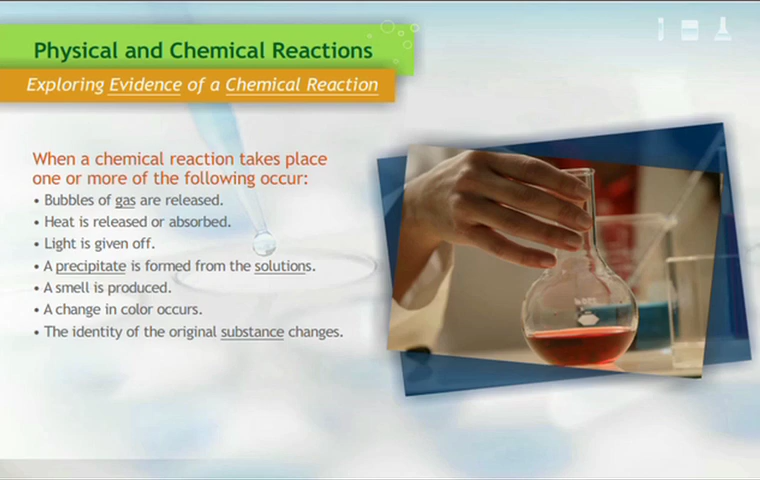 Physical and Chemical Reactions
Exploring Evidence of a Chemical Reaction
When a chemical reaction takes place
one or more of the following occur:
• Bubbles of gas are released.
• Heat is released or absorbed.
• Light is given off.
• A precipitate is formed from the solutions.
• A smell is produced.
• A change in color occurs.
• The identity of the original substance changes.